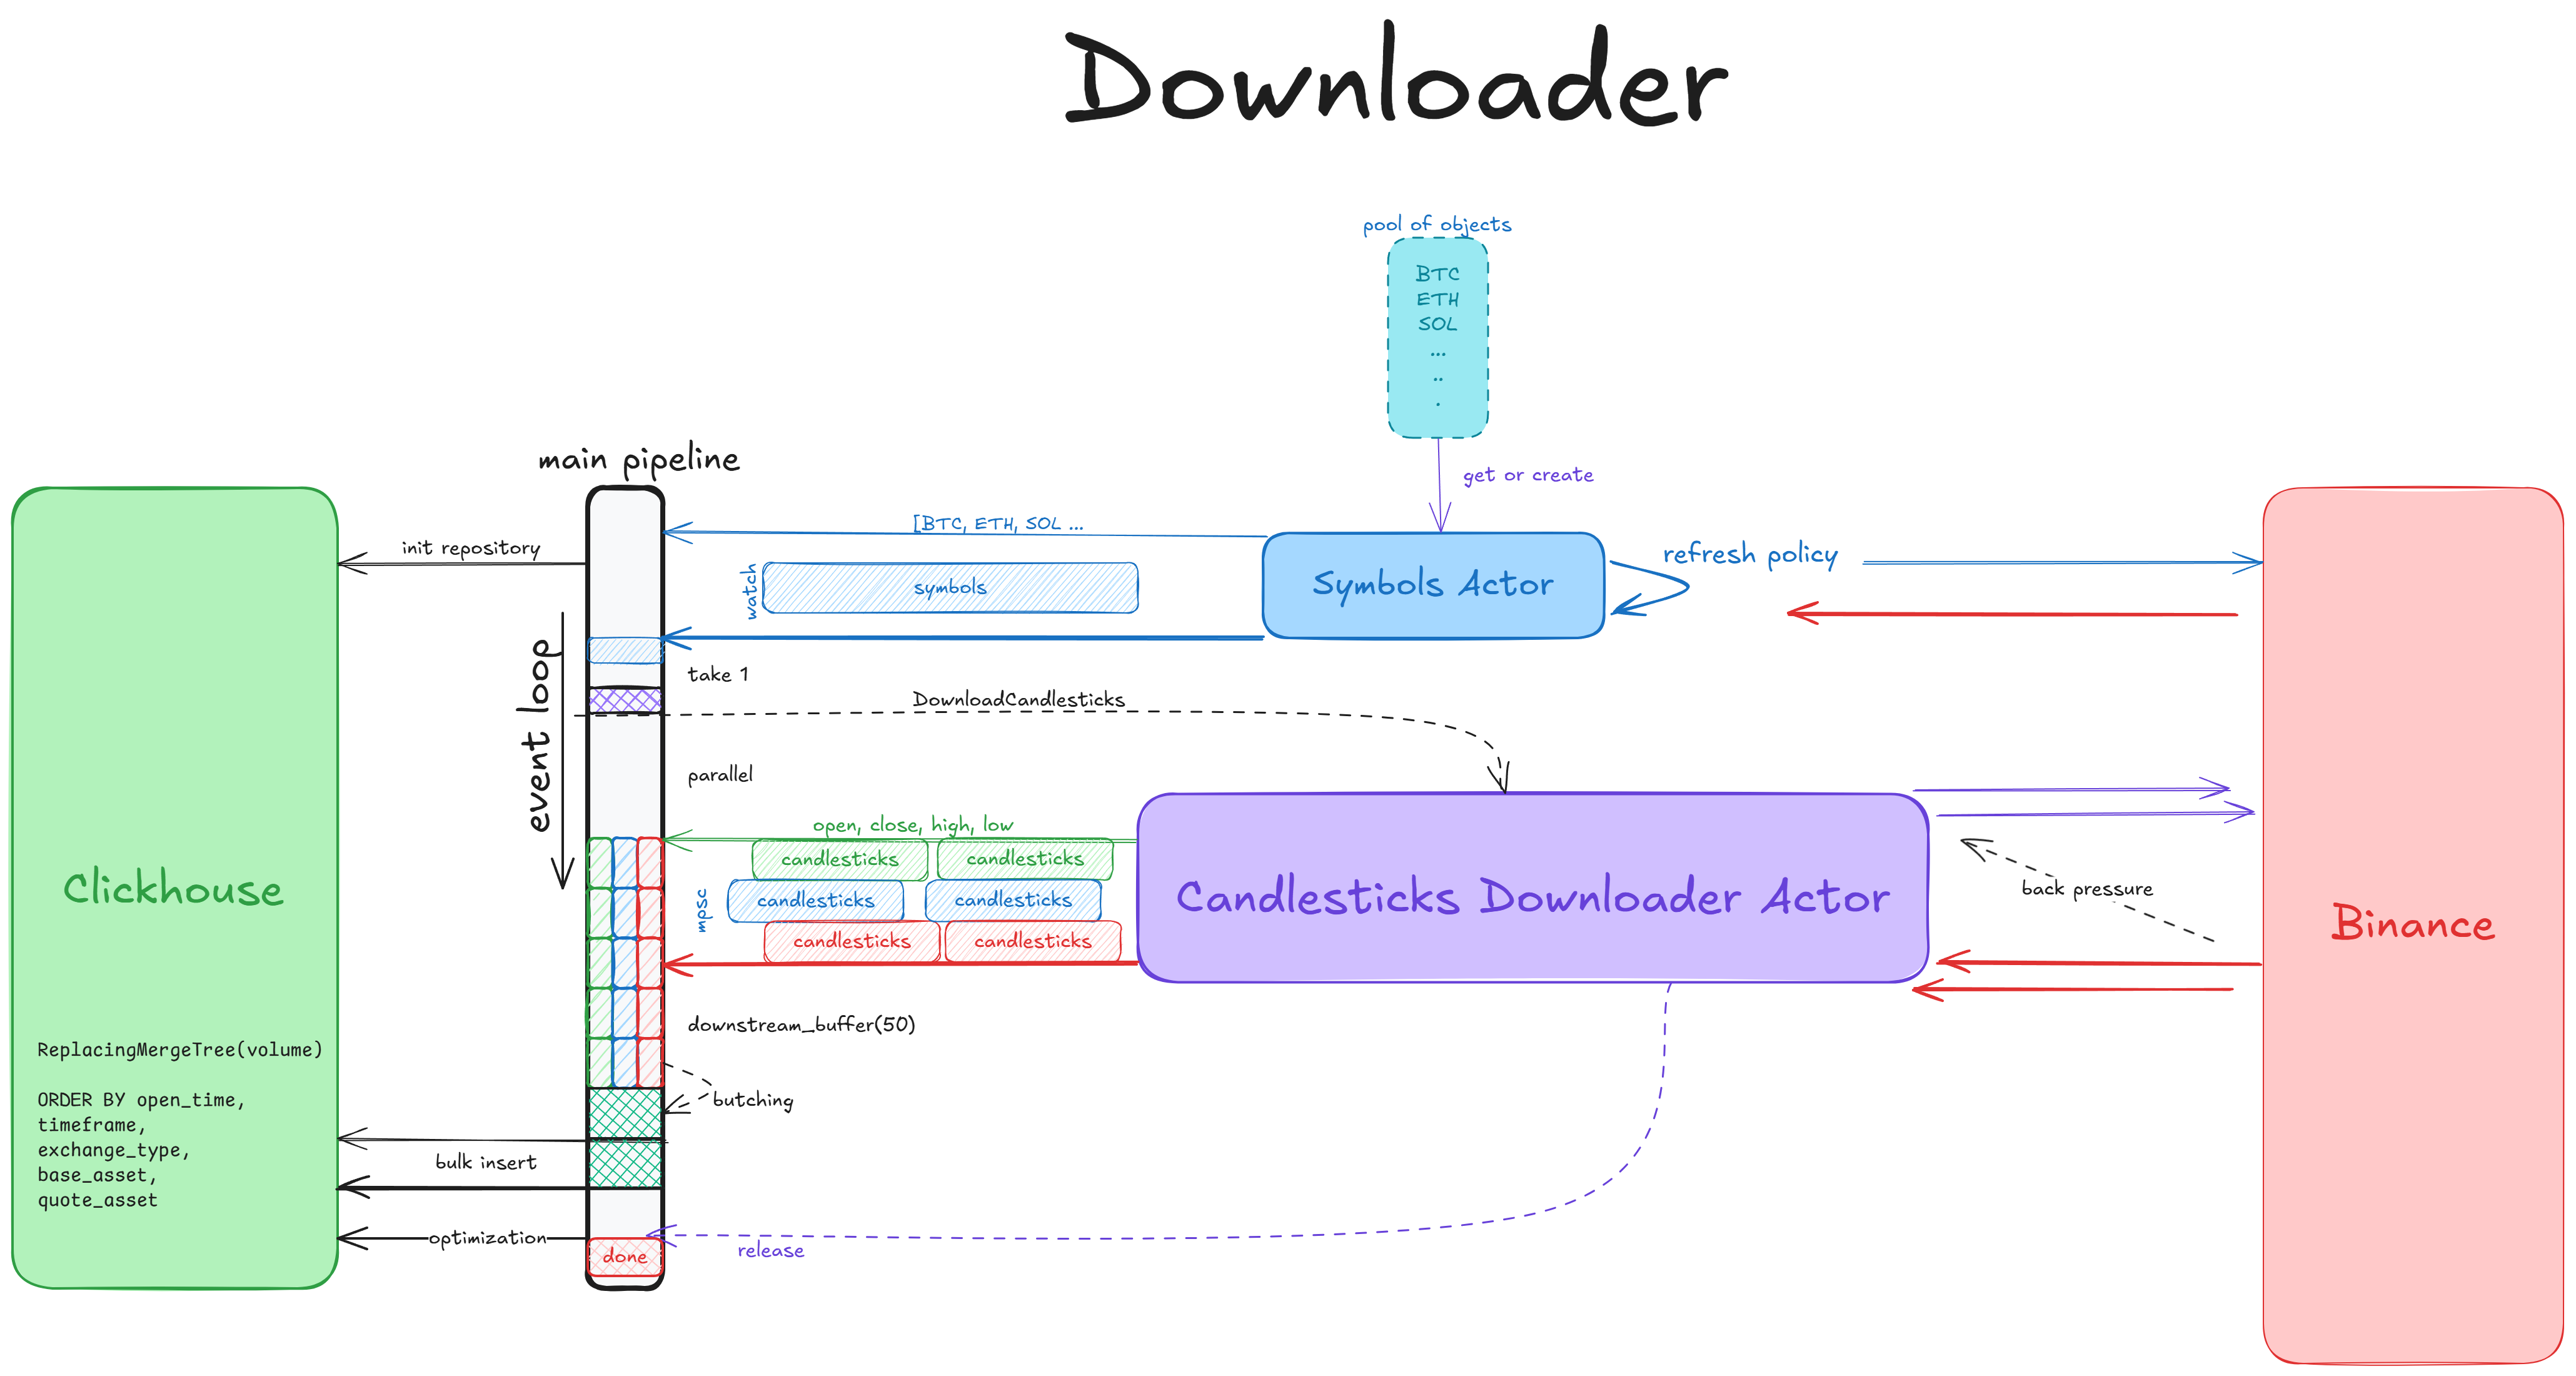 Downloader
pool of objects
BTC
ETH
SOL
...
..
.
get or create
main pipeline
[BTC, ETH, SOL ...
init repository
watch
symbols
Symbols Actor
refresh policy
take 1
DownloadCandlesticks
event loop
parallel
open, close, high, low
candlesticks
candlesticks
mpsc
candlesticks
candlesticks
candlesticks
candlesticks
Candlesticks Downloader Actor
back pressure
Clickhouse
Binance
downstream_buffer(50)
ReplacingMergeTree(volume)
ORDER BY open_time,
timeframe,
exchange_type,
base_asset,
quote_asset
butching
bulk insert
optimization
done
release